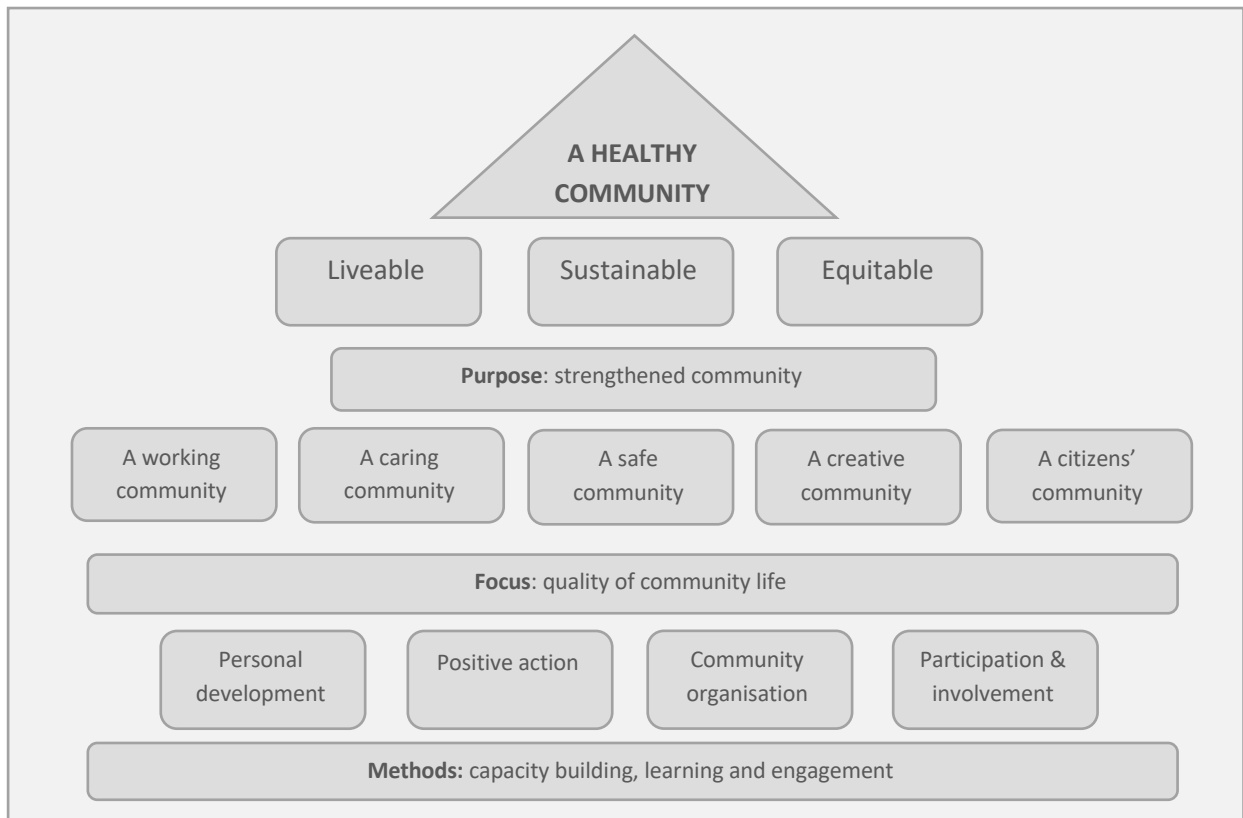 A HEALTHY
COMMUNITY
Liveable
Sustainable
Equitable
Purpose: strengthened community
A working
community
A caring
community
A safe
community
A creative
community
A citizens’
community
Focus: quality of community life
Personal
development
Positive action
Community
organisation
Participation &
involvement
Methods: capacity building, learning and engagement